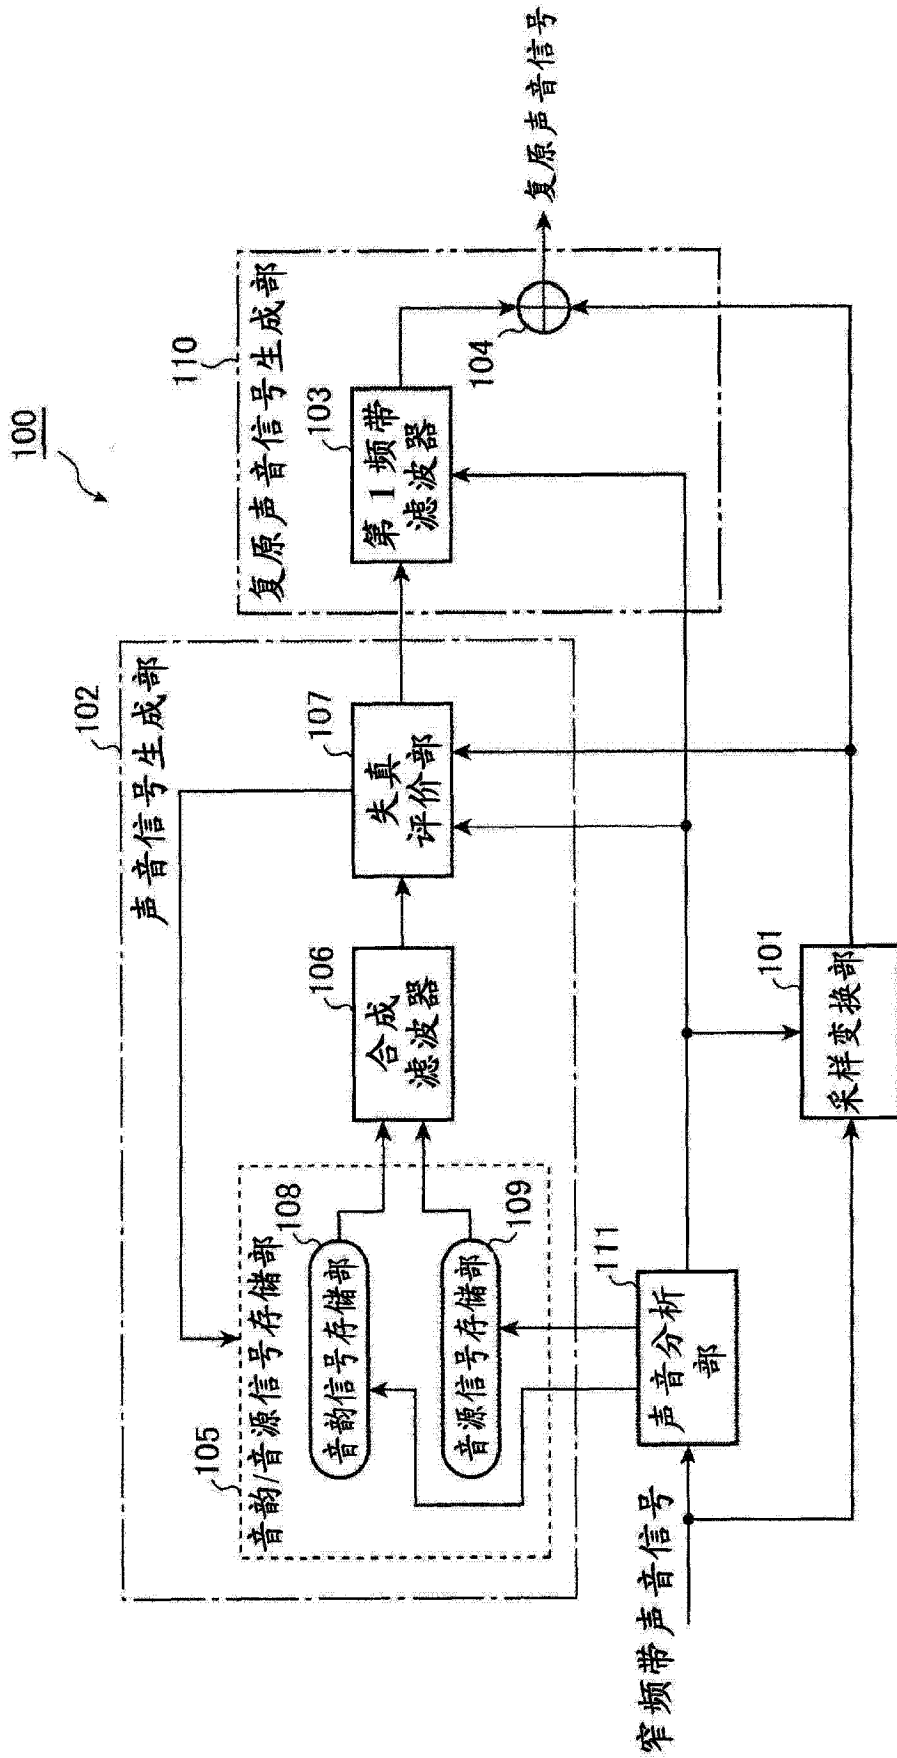 100
102
声音信号生成部
110
复原声音信号生成部
105
音韵/音源信号存储部
108
音韵信号存储部
109
音源信号存储部
106
合成
滤波器
107
失真
评价部
103
第1频带
滤波器
104
复原声音信号
窄频带声音信号
111
声音分析
部
101
采样变换部